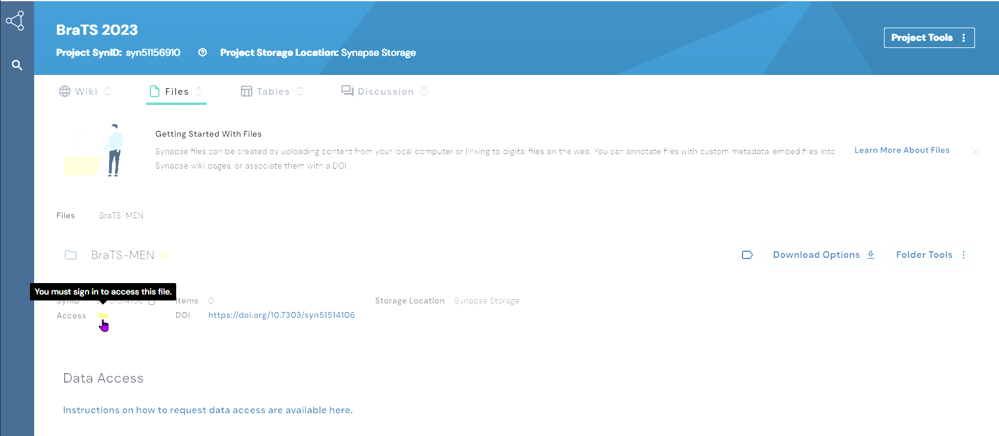 BraTS 2023
Project SynID: syn51156910 Project Storage Location: Synapse Storage
Project Tools
Wiki Files Tables Discussion
Getting Started With Files
Synapse files can be created by uploading content from your local computer or linking to digital files on the web. You can annotate files with custom metadata, embed files into
Synapse wiki pages, or associate them with a DOI.
Learn More About Files
Files BraTS-MEN
BraTS-MEN
Download Options Folder Tools
You must sign in to access this file.
SynID syn51514106 Items 0 Storage Location Synapse Storage
Access DOI https://doi.org/10.7303/syn51514106
Data Access
Instructions on how to request data access are available here.